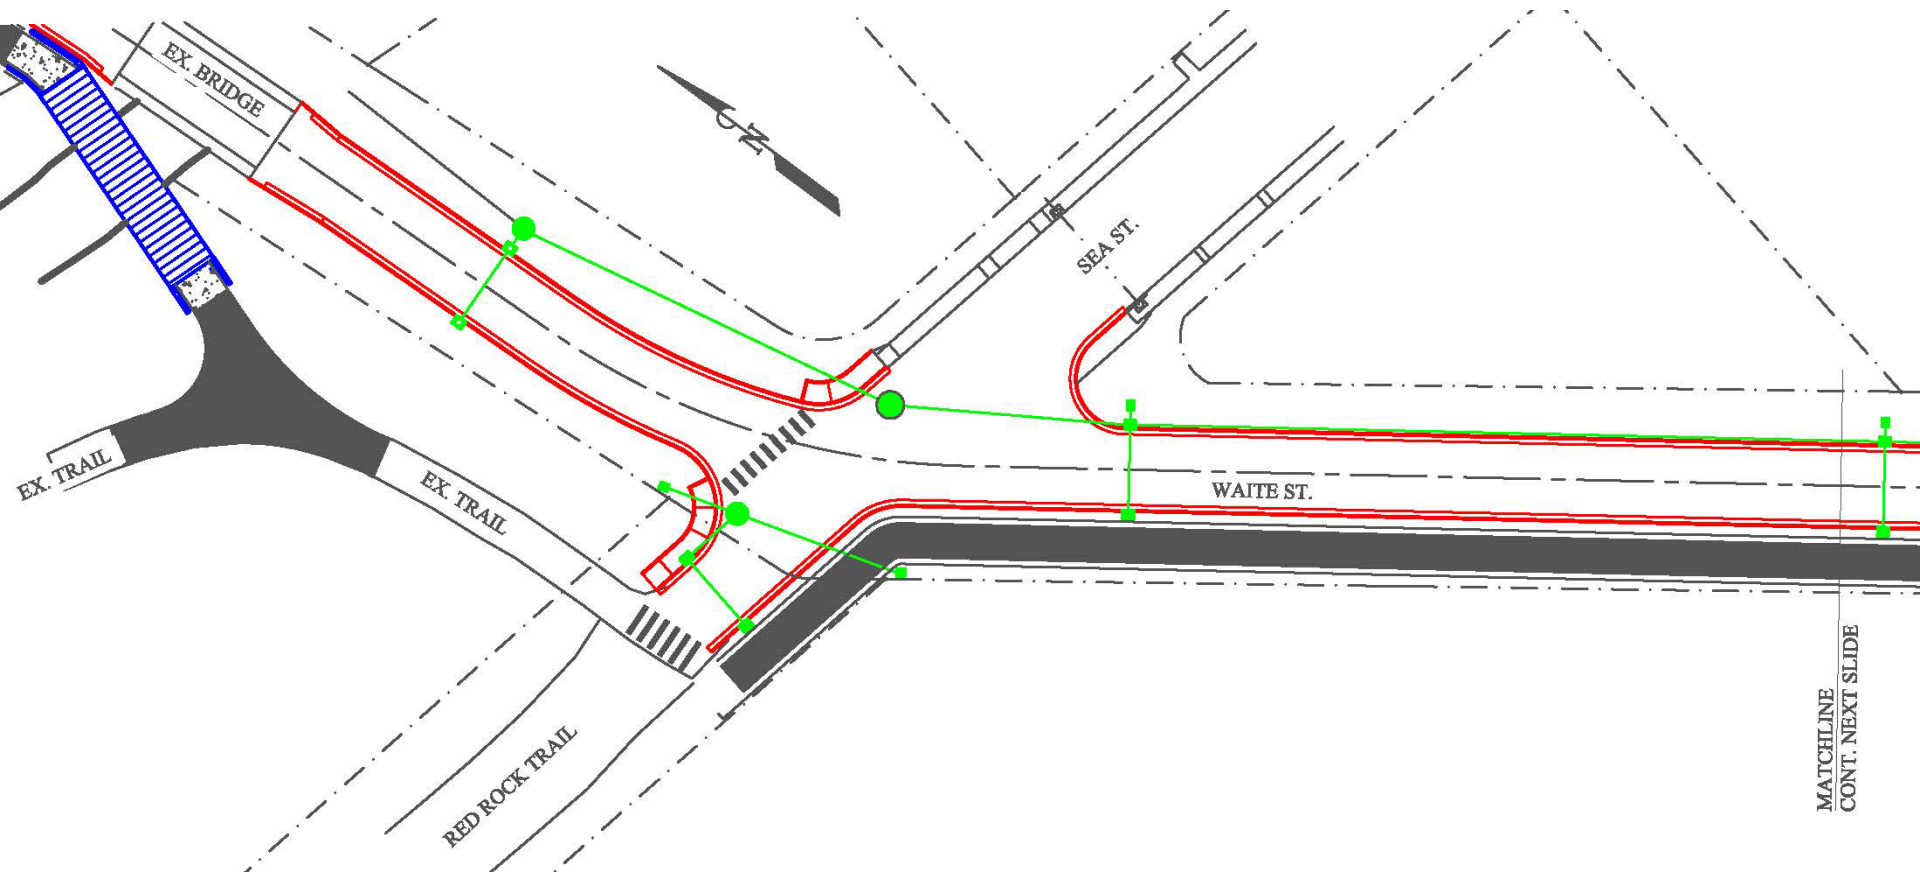 EX. BRIDGE
N
SEA ST.
EX. TRAIL
EX. TRAIL
WAITE ST.
RED ROCK TRAIL
MATCHLINE
CONT. NEXT SLIDE